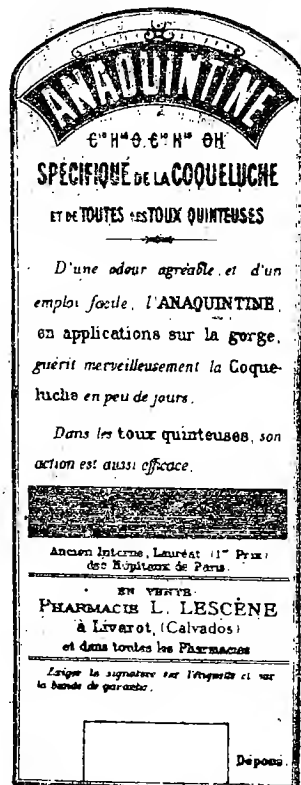 ANAQUINTINE
SPÉCIFIQUE DE LA COQUELUCHE
ET DE TOUTES LES TOUX QUINTEUSES
D'une odeur agréable et d'un
emploi facile, l'ANAQUINTINE,
en applications sur la gorge,
guérit merveilleusement la Coque-
luche en peu de jours.
Dans les toux quinteuses, son
action est aussi efficace.
Ancien Interne, Lauréat (1er Prix)
des Hôpitaux de Paris.
EN VENTE
PHARMACIE L. LESCÈNE
à Livarot, (Calvados)
et dans toutes les Pharmacies
Exiger la signature sur l'étiquette et sur
la bande de garantie.
Déposé.